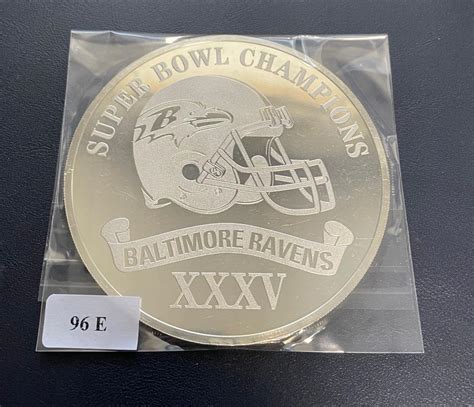 SUPER BOWL CHAMPIONS
B
BALTIMORE RAVENS
XXXV
96 E